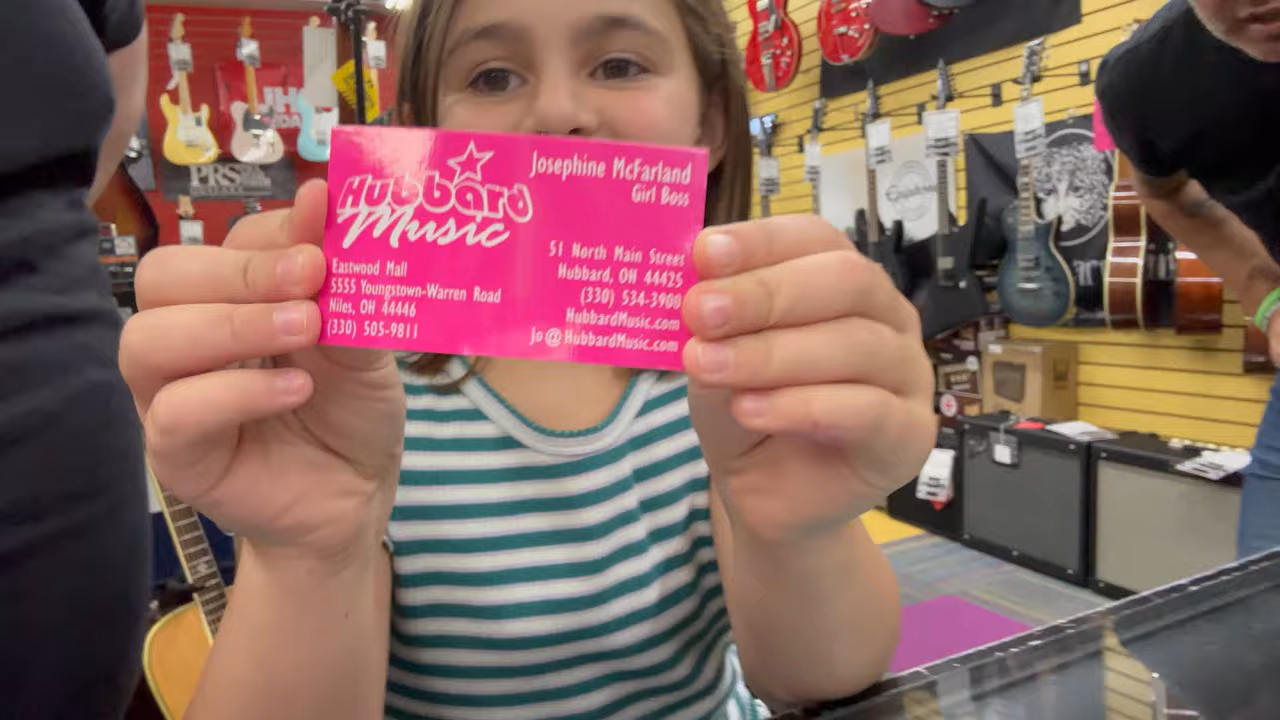 Hubbard
Music
Josephine McFarland
Girl Boss
Eastwood Mall
5555 Youngstown-Warren Road
Niles, OH 44446
(330) 505-9811
51 North Main Street
Hubbard, OH 44425
(330) 534-3900
HubbardMusic.com
Jo@HubbardMusic.com
PRS